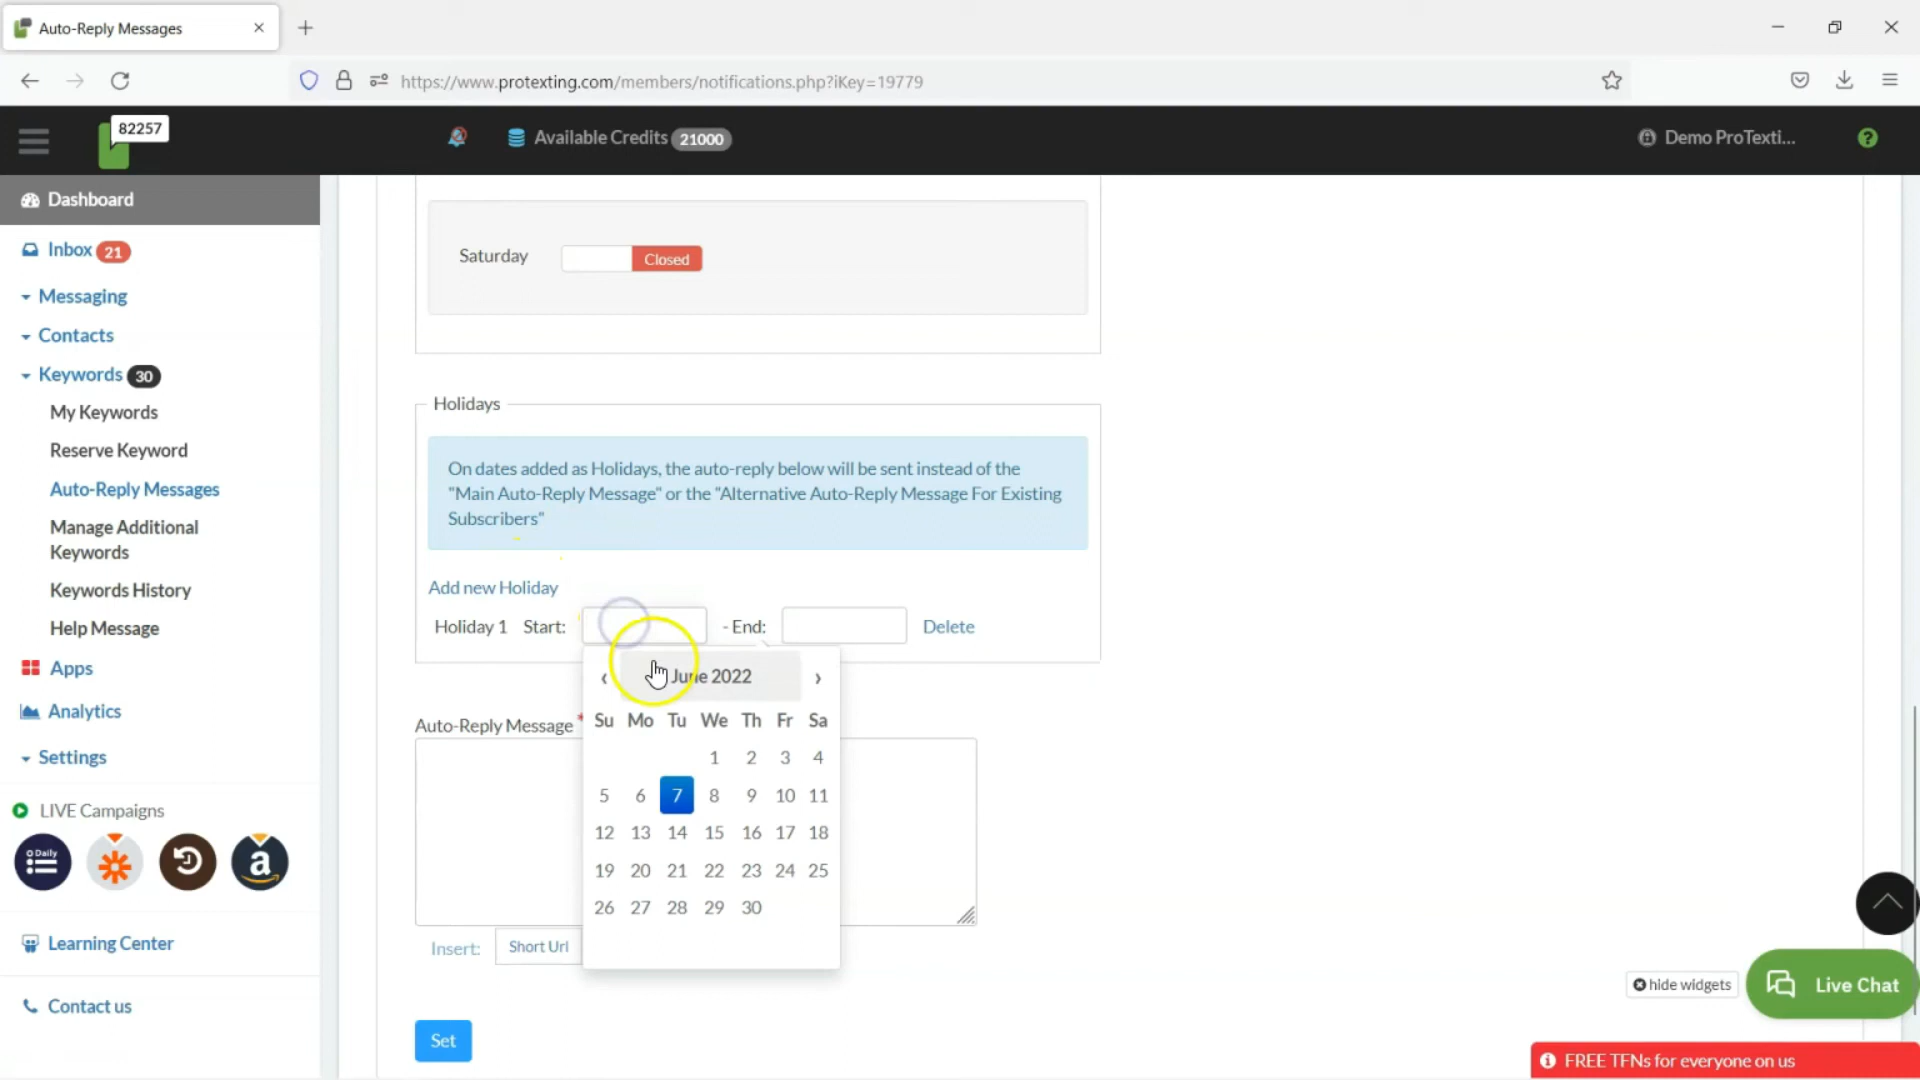 Auto-Reply Messages
https://www.protexting.com/members/notifications.php?iKey=19779
82257
Available Credits 21000
Demo ProTexti...
Dashboard
Inbox 21
Messaging
Contacts
Keywords 30
My Keywords
Reserve Keyword
Auto-Reply Messages
Manage Additional
Keywords
Keywords History
Help Message
Apps
Analytics
Settings
LIVE Campaigns
Daily
a
Learning Center
Contact us
Saturday Closed
Holidays
On dates added as Holidays, the auto-reply below will be sent instead of the
"Main Auto-Reply Message" or the "Alternative Auto-Reply Message For Existing
Subscribers"
Add new Holiday
Holiday 1 Start: - End: Delete
‹ June 2022 ›
Su Mo Tu We Th Fr Sa
1 2 3 4
5 6 7 8 9 10 11
12 13 14 15 16 17 18
19 20 21 22 23 24 25
26 27 28 29 30
Auto-Reply Message *
Insert: Short Url
Set
hide widgets
Live Chat
FREE TFNs for everyone on us